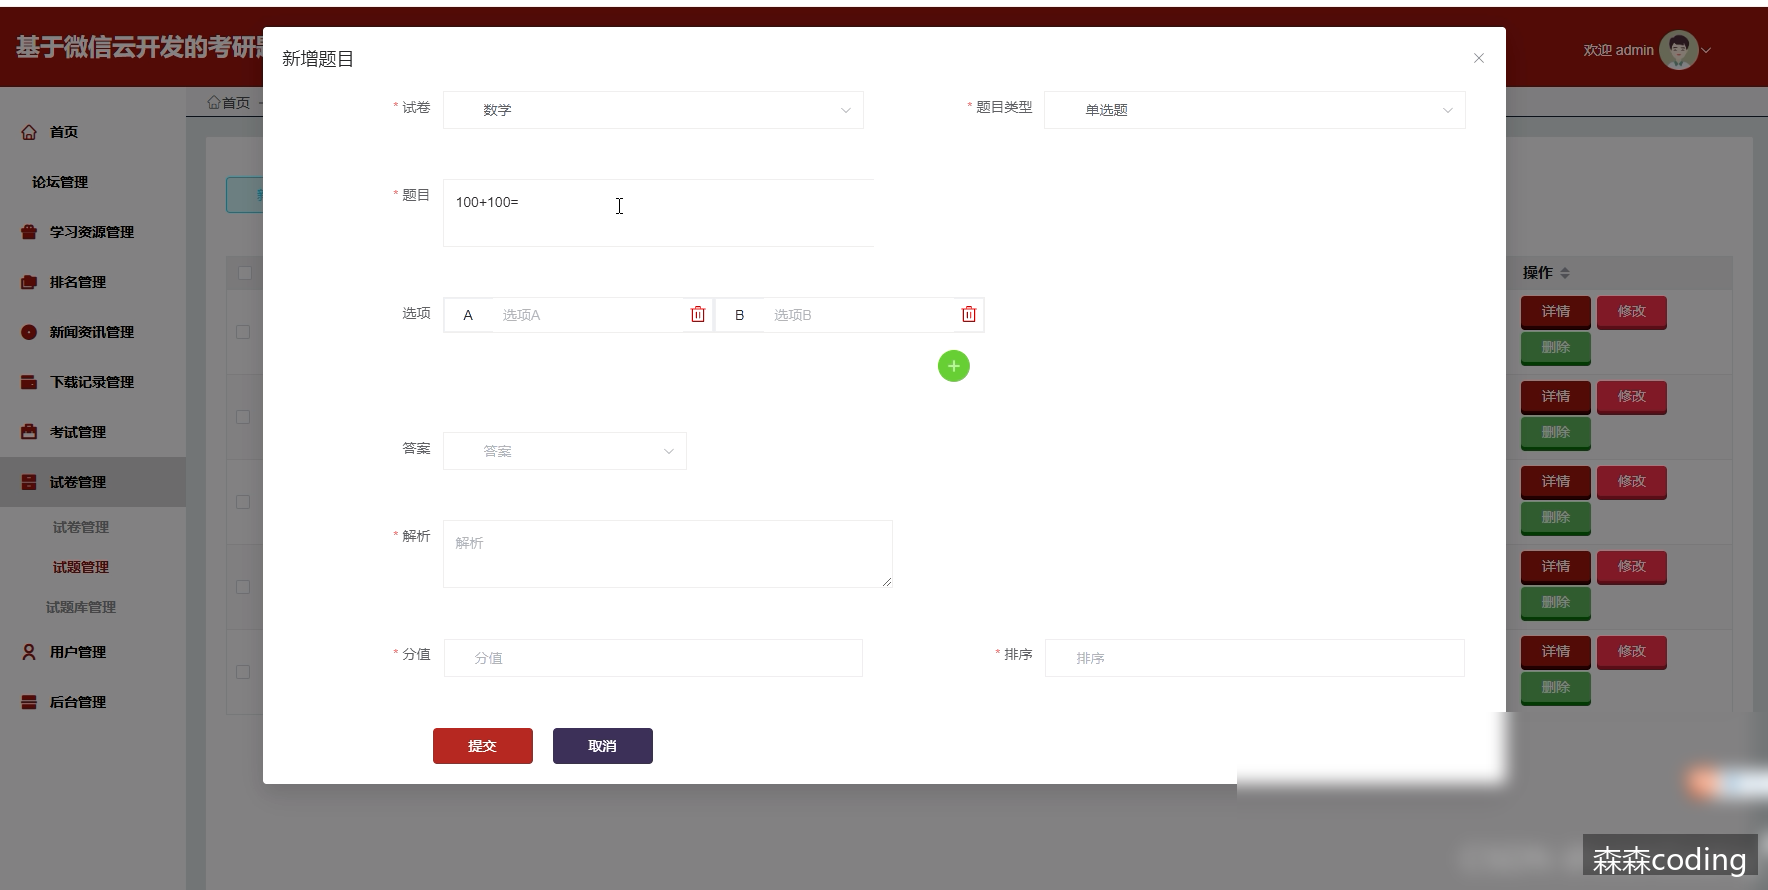 基于微信云开发的考研
欢迎 admin
新增题目
首页
首页
论坛管理
学习资源管理
排名管理
新闻资讯管理
下载记录管理
考试管理
试卷管理
试卷管理
试题管理
试题库管理
用户管理
后台管理
* 试卷
数学
* 题目类型
单选题
* 题目
100+100=
选项
A 选项A
B 选项B
答案
答案
* 解析
解析
* 分值
分值
* 排序
排序
提交
取消
操作
详情 修改
删除
详情 修改
删除
详情 修改
删除
详情 修改
删除
详情 修改
删除
森森coding